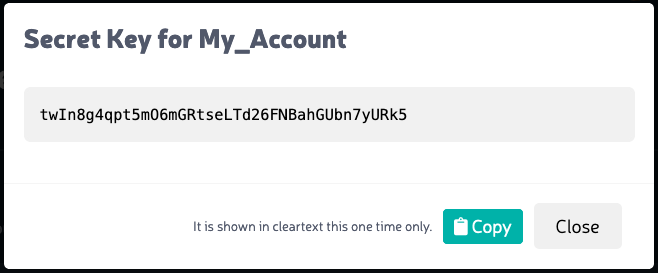 Secret Key for My_Account
twIn8g4qpt5mO6mGRtseLTd26FNBahGUbn7yURk5
It is shown in cleartext this one time only.
Copy
Close